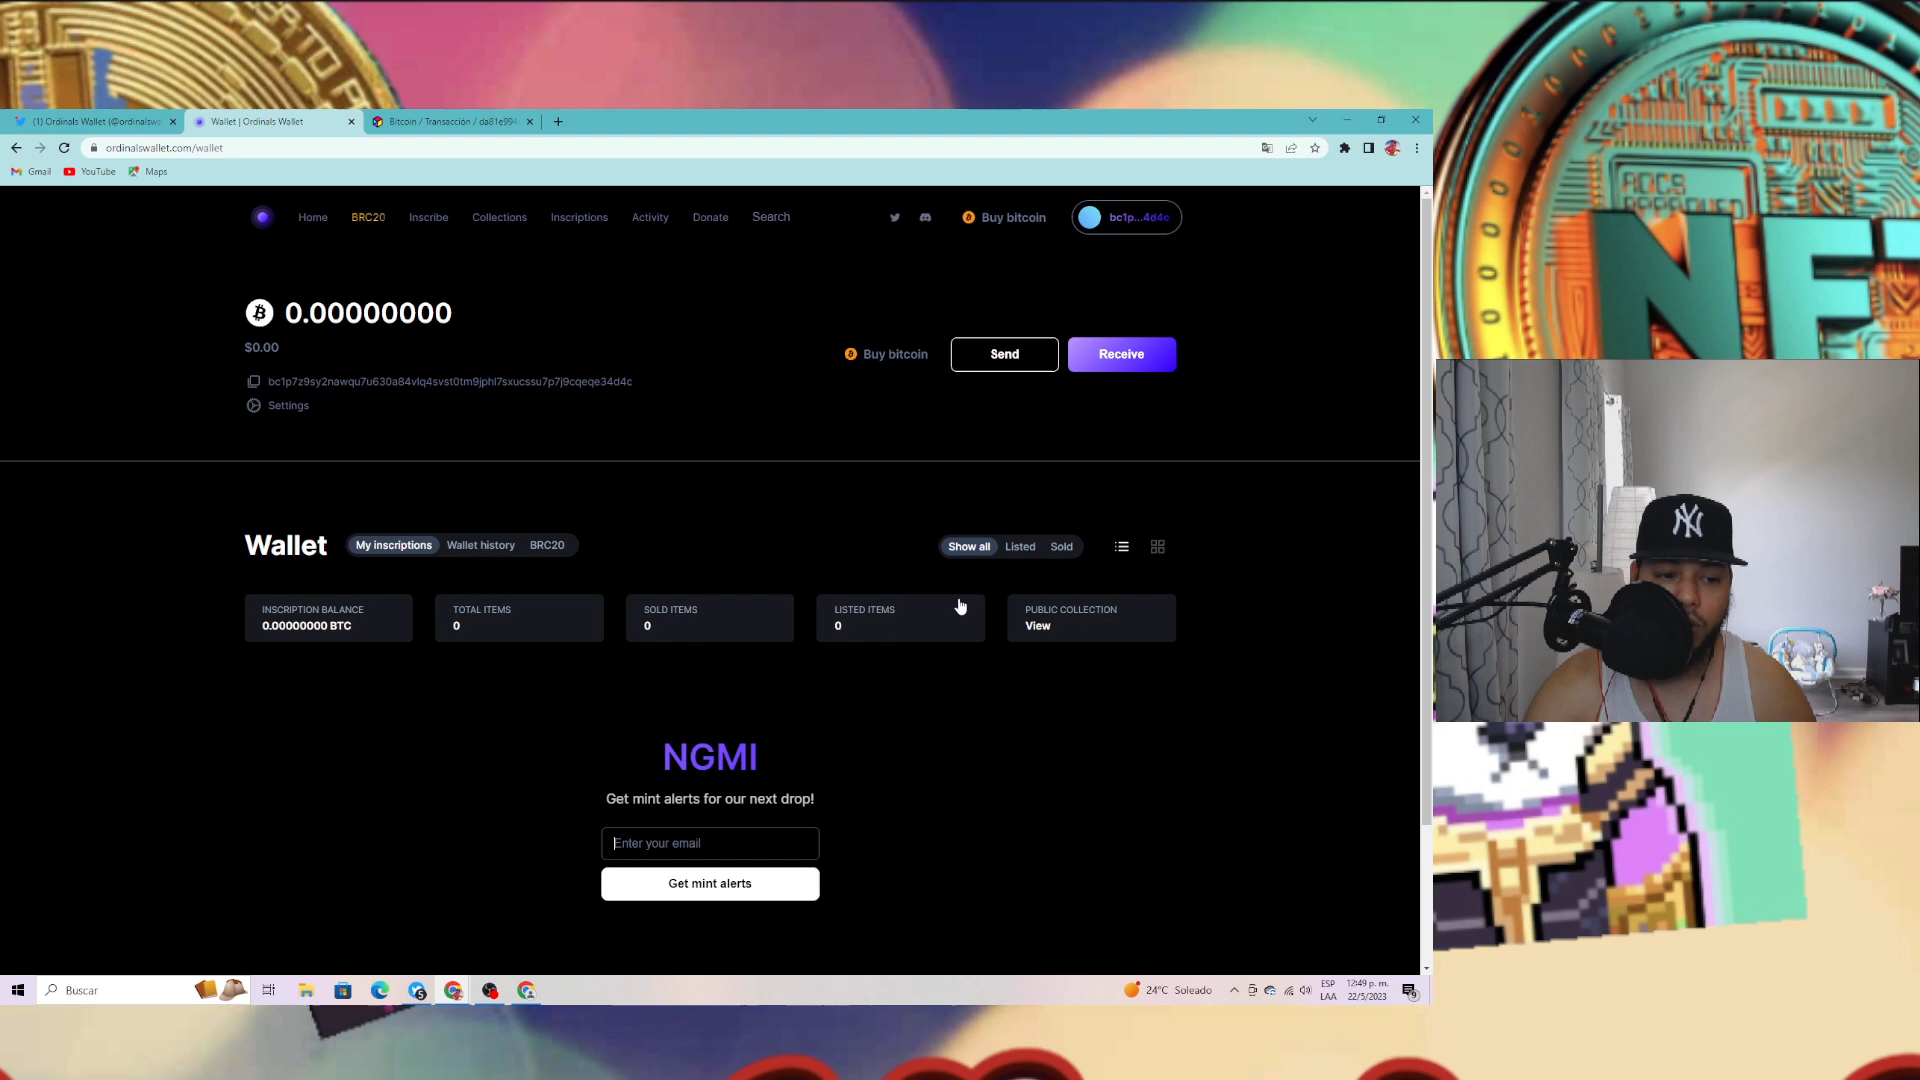 (1) Ordinals Wallet (@ordinalswa
Wallet | Ordinals Wallet
Bitcoin / Transacción / da81e994
ordinalswallet.com/wallet
Gmail
YouTube
Maps
Home
BRC20
Inscribe
Collections
Inscriptions
Activity
Donate
Search
Buy bitcoin
bc1p...4d4c
0.00000000
$0.00
Buy bitcoin
Send
Receive
bc1p7z9sy2nawqu7u630a84vlq4svst0tm9jphl7sxucssu7p7j9cqeqe34d4c
Settings
Wallet
My inscriptions
Wallet history
BRC20
Show all
Listed
Sold
INSCRIPTION BALANCE
0.00000000 BTC
TOTAL ITEMS
0
SOLD ITEMS
0
LISTED ITEMS
0
PUBLIC COLLECTION
View
NGMI
Get mint alerts for our next drop!
Enter your email
Get mint alerts
Buscar
24°C Soleado
ESP
LAA
12:49 p. m.
22/5/2023
NFT
NY